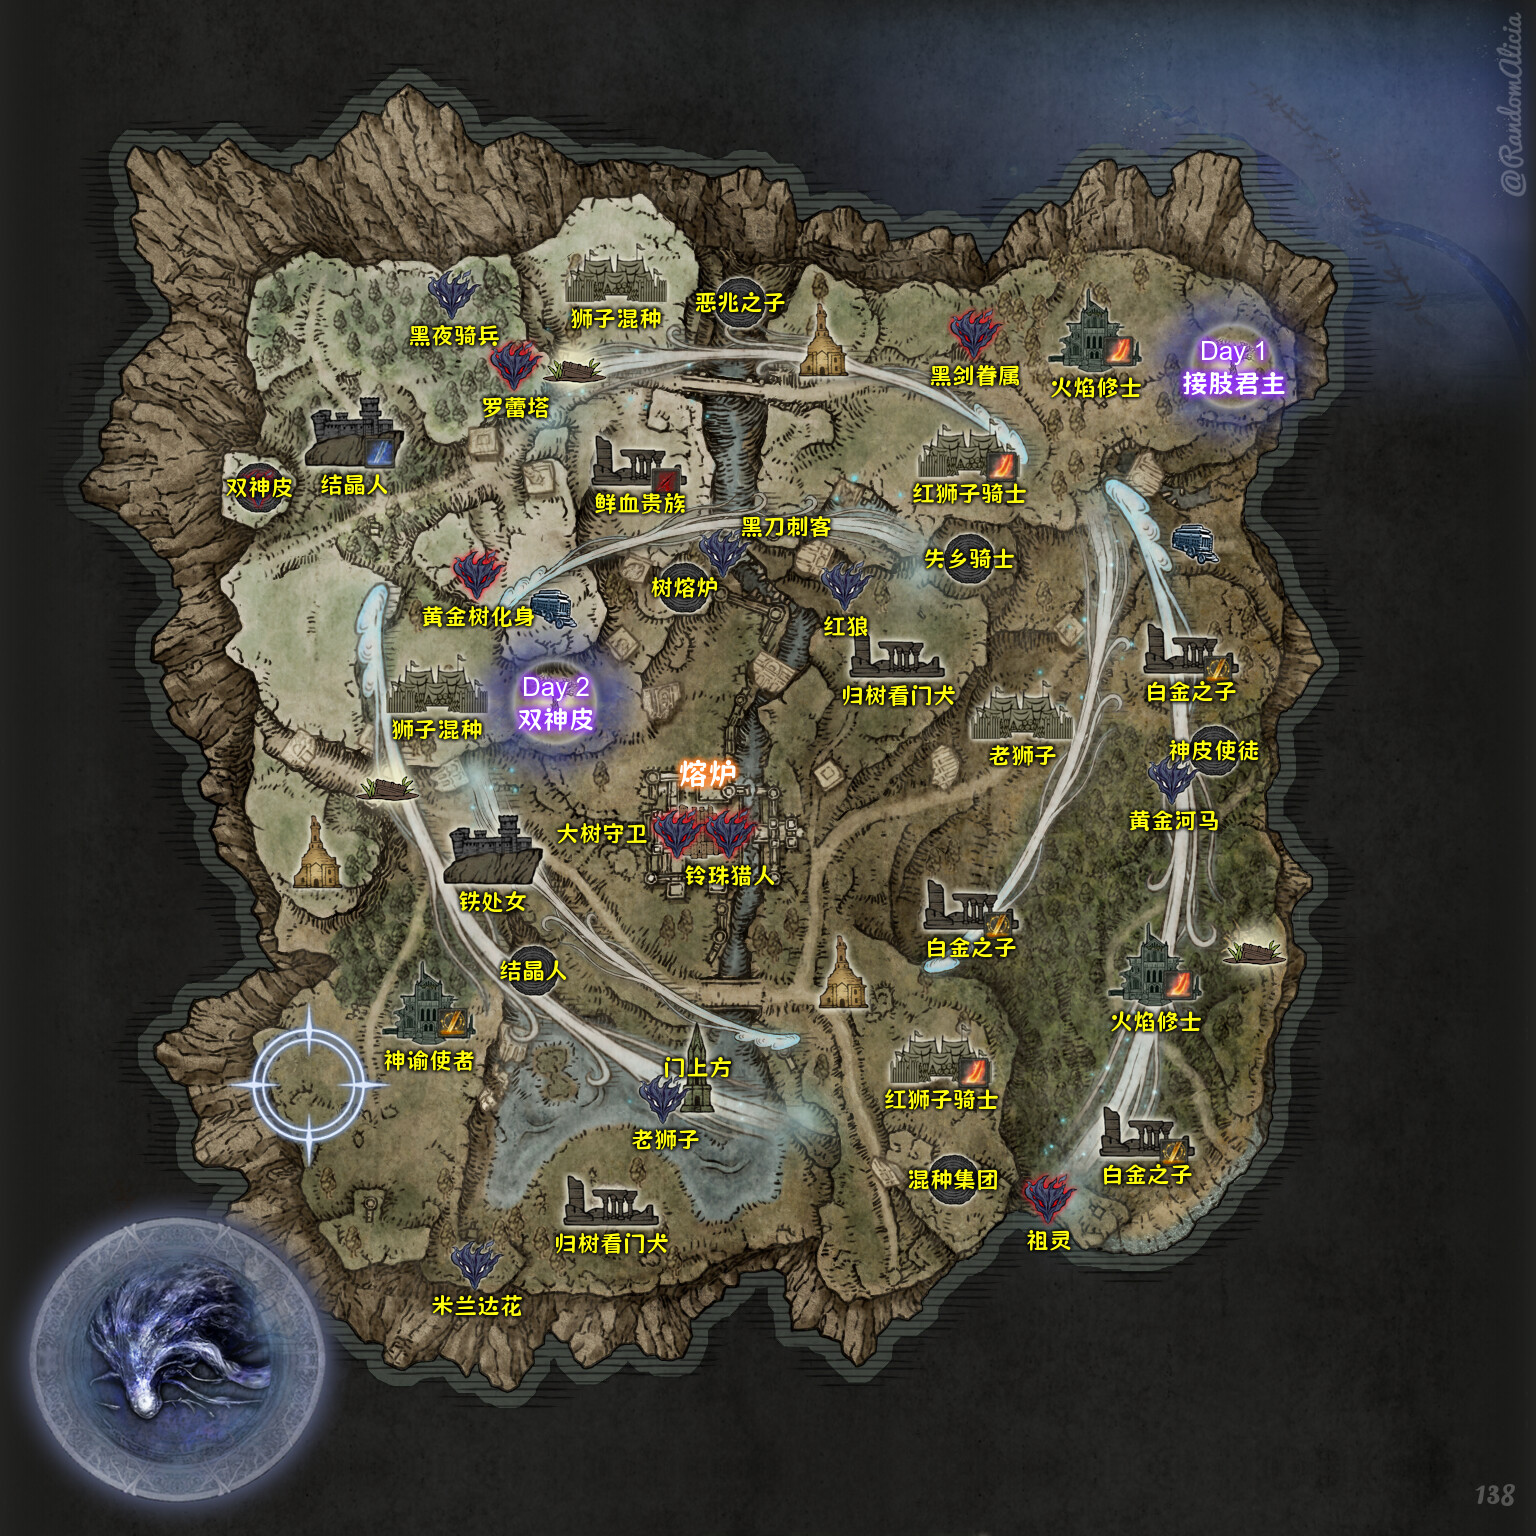 @RandomAlicia
黑夜骑兵
狮子混种
恶兆之子
罗蕾塔
黑剑眷属
火焰修士
Day 1
接肢君主
双神皮
结晶人
鲜血贵族
红狮子骑士
黑刀刺客
失乡骑士
树熔炉
黄金树化身
红狼
归树看门犬
Day 2
双神皮
狮子混种
白金之子
老狮子
神皮使徒
熔炉
大树守卫
铃珠猎人
黄金河马
铁处女
白金之子
结晶人
火焰修士
神谕使者
门上方
老狮子
红狮子骑士
混种集团
白金之子
归树看门犬
祖灵
米兰达花
138